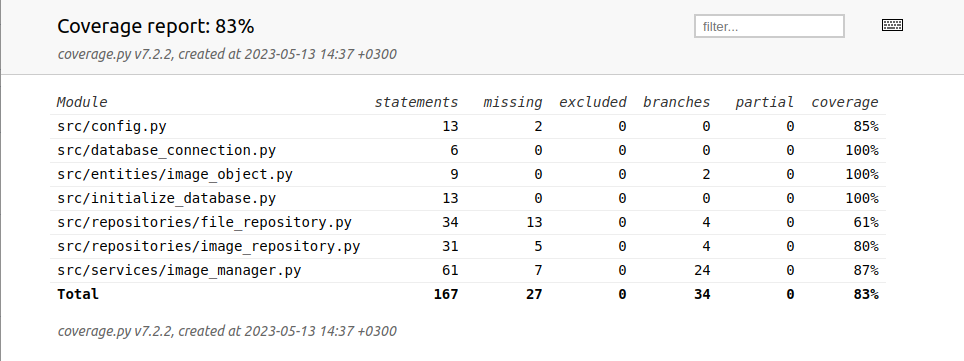 Coverage report: 83%
filter...
coverage.py v7.2.2, created at 2023-05-13 14:37 +0300
Module statements missing excluded branches partial coverage
src/config.py 13 2 0 0 0 85%
src/database_connection.py 6 0 0 0 0 100%
src/entities/image_object.py 9 0 0 2 0 100%
src/initialize_database.py 13 0 0 0 0 100%
src/repositories/file_repository.py 34 13 0 4 0 61%
src/repositories/image_repository.py 31 5 0 4 0 80%
src/services/image_manager.py 61 7 0 24 0 87%
Total 167 27 0 34 0 83%
coverage.py v7.2.2, created at 2023-05-13 14:37 +0300